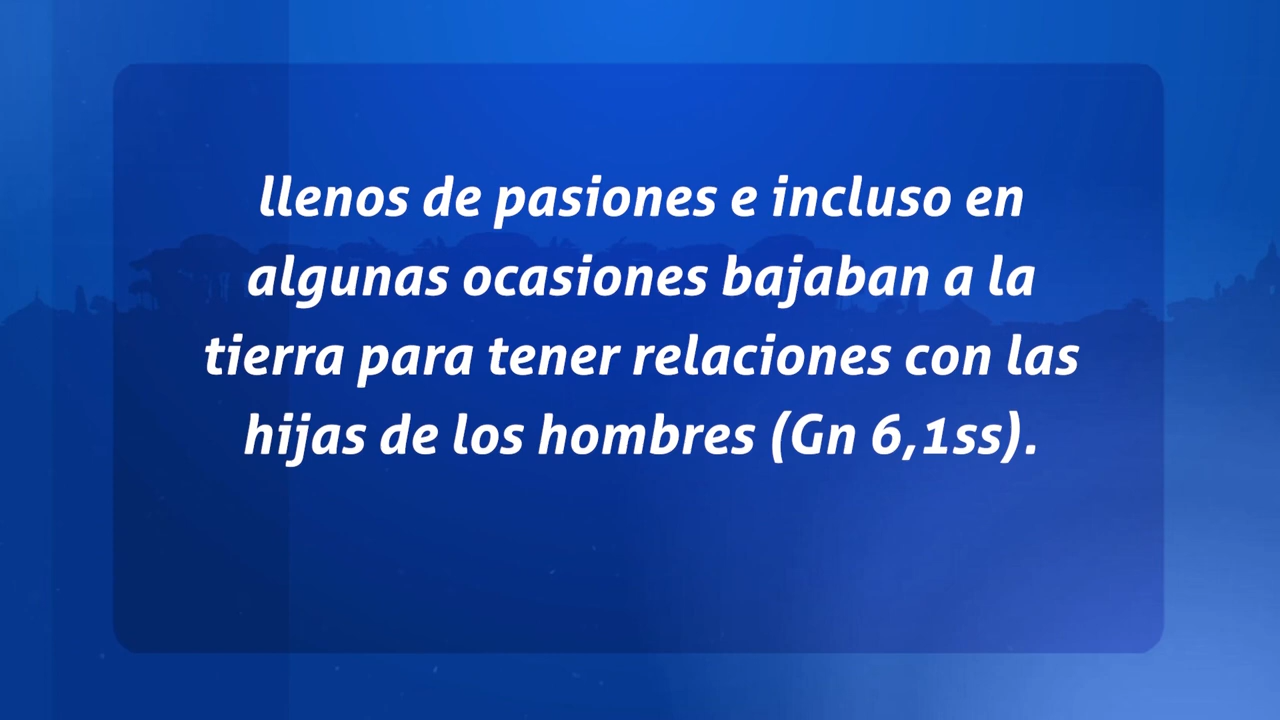 llenos de pasiones e incluso en
algunas ocasiones bajaban a la
tierra para tener relaciones con las
hijas de los hombres (Gn 6,1ss).